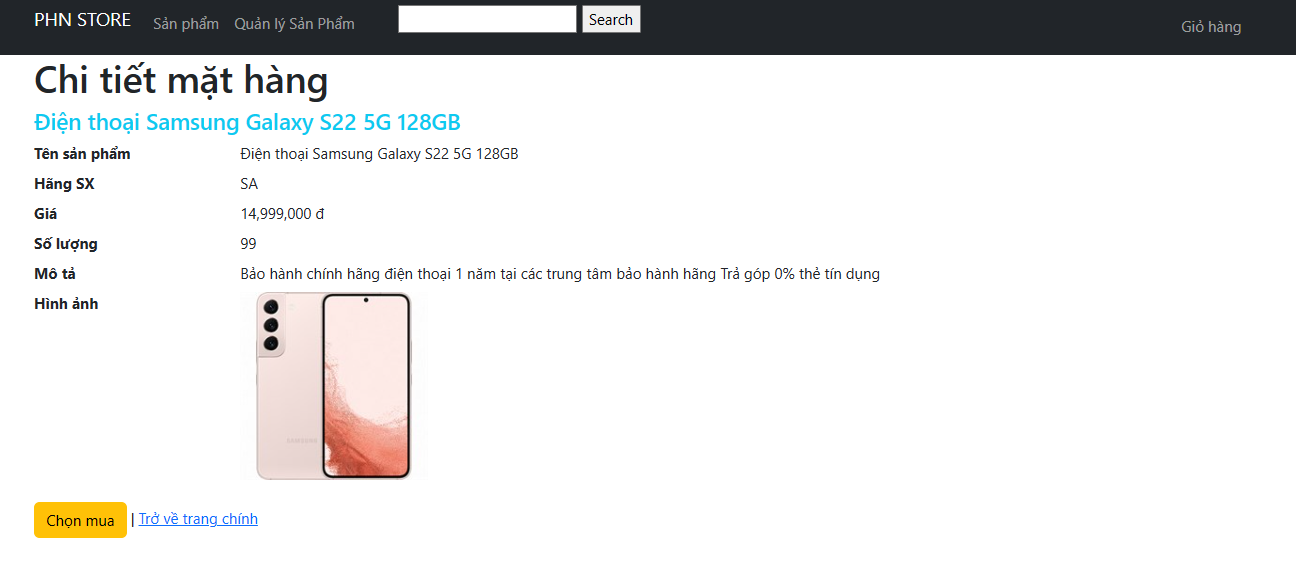 PHN STORE Sản phẩm Quản lý Sản Phẩm Search Giỏ hàng
Chi tiết mặt hàng
Điện thoại Samsung Galaxy S22 5G 128GB
Tên sản phẩm Điện thoại Samsung Galaxy S22 5G 128GB
Hãng SX SA
Giá 14,999,000 đ
Số lượng 99
Mô tả Bảo hành chính hãng điện thoại 1 năm tại các trung tâm bảo hành hãng Trả góp 0% thẻ tín dụng
Hình ảnh
SAMSUNG
Chọn mua | Trở về trang chính